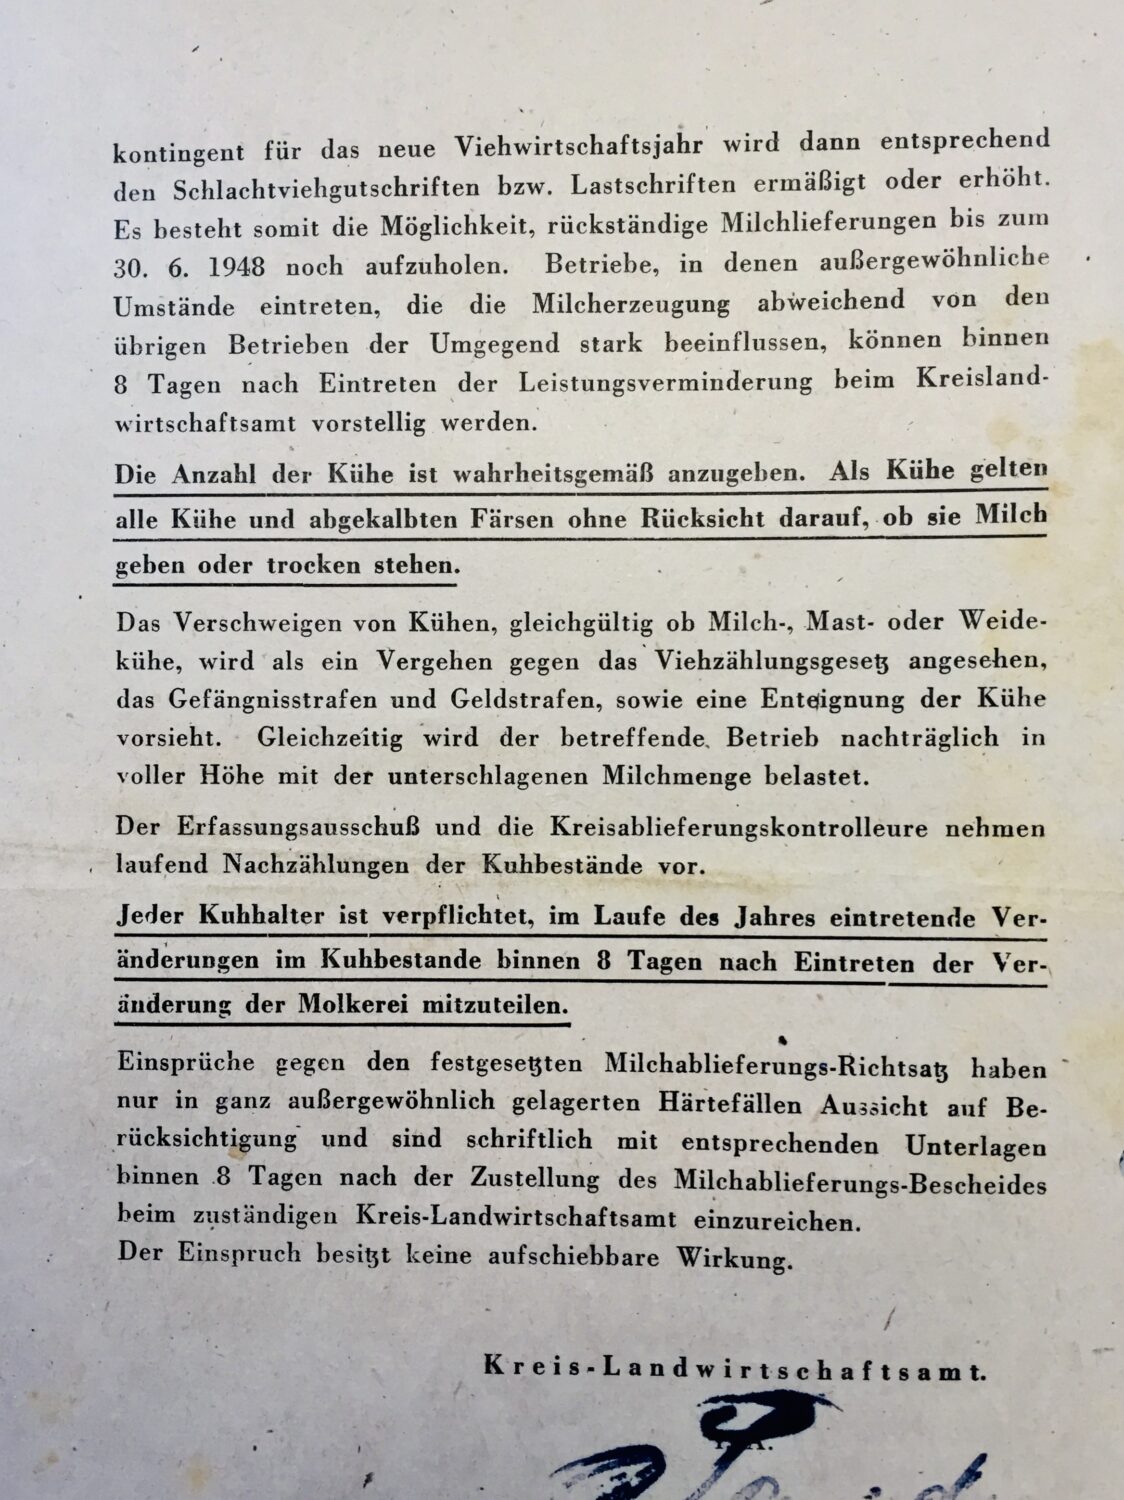 kontingent für das neue Viehwirtschaftsjahr wird dann entsprechend
den Schlachtviehgutschriften bzw. Lastschriften ermäßigt oder erhöht.
Es besteht somit die Möglichkeit, rückständige Milchlieferungen bis zum
30. 6. 1948 noch aufzuholen. Betriebe, in denen außergewöhnliche
Umstände eintreten, die die Milcherzeugung abweichend von den
übrigen Betrieben der Umgegend stark beeinflussen, können binnen
8 Tagen nach Eintreten der Leistungsverminderung beim Kreisland-
wirtschaftsamt vorstellig werden.
Die Anzahl der Kühe ist wahrheitsgemäß anzugeben. Als Kühe gelten
alle Kühe und abgekalbten Färsen ohne Rücksicht darauf, ob sie Milch
geben oder trocken stehen.
Das Verschweigen von Kühen, gleichgültig ob Milch-, Mast- oder Weide-
kühe, wird als ein Vergehen gegen das Viehzählungsgesetz angesehen,
das Gefängnisstrafen und Geldstrafen, sowie eine Enteignung der Kühe
vorsieht. Gleichzeitig wird der betreffende Betrieb nachträglich in
voller Höhe mit der unterschlagenen Milchmenge belastet.
Der Erfassungsausschuß und die Kreisablieferungskontrolleure nehmen
laufend Nachzählungen der Kuhbestände vor.
Jeder Kuhhalter ist verpflichtet, im Laufe des Jahres eintretende Ver-
änderungen im Kuhbestande binnen 8 Tagen nach Eintreten der Ver-
änderung der Molkerei mitzuteilen.
Einsprüche gegen den festgesetzten Milchablieferungs-Richtsatz haben
nur in ganz außergewöhnlich gelagerten Härtefällen Aussicht auf Be-
rücksichtigung und sind schriftlich mit entsprechenden Unterlagen
binnen 8 Tagen nach der Zustellung des Milchablieferungs-Bescheides
beim zuständigen Kreis-Landwirtschaftsamt einzureichen.
Der Einspruch besitzt keine aufschiebbare Wirkung.
Kreis-Landwirtschaftsamt.